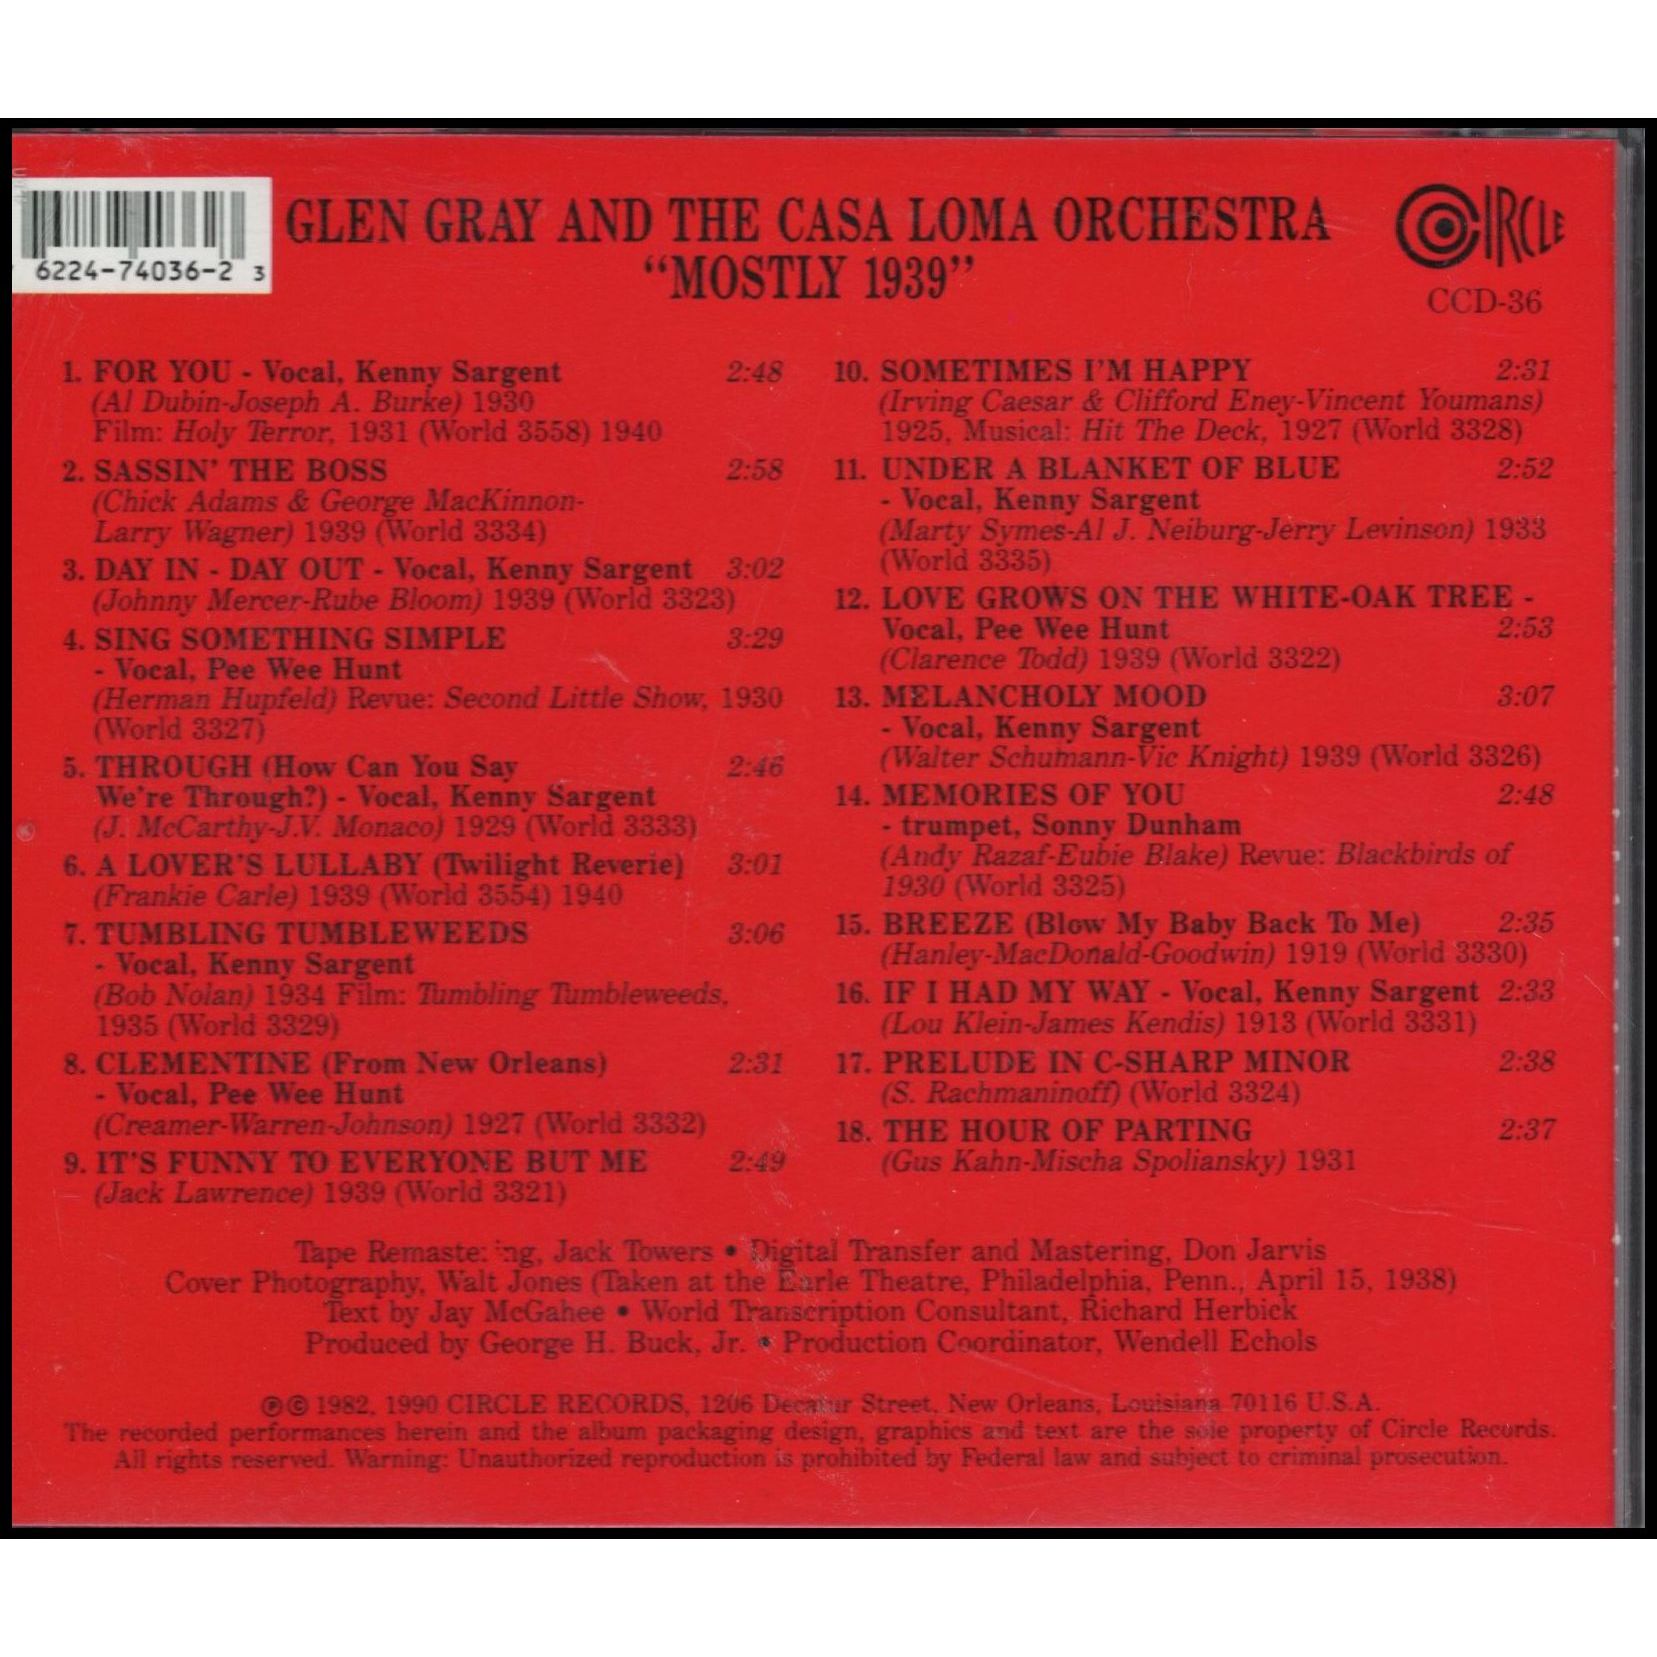 6224-74036-2 3
GLEN GRAY AND THE CASA LOMA ORCHESTRA
"MOSTLY 1939"
CIRCLE
CCD-36
1. FOR YOU - Vocal, Kenny Sargent 2:48
(Al Dubin-Joseph A. Burke) 1930
Film: Holy Terror, 1931 (World 3558) 1940
2. SASSIN' THE BOSS 2:58
(Chick Adams & George MacKinnon-
Larry Wagner) 1939 (World 3334)
3. DAY IN - DAY OUT - Vocal, Kenny Sargent 3:02
(Johnny Mercer-Rube Bloom) 1939 (World 3323)
4. SING SOMETHING SIMPLE 3:29
- Vocal, Pee Wee Hunt
(Herman Hupfeld) Revue: Second Little Show, 1930
(World 3327)
5. THROUGH (How Can You Say 2:46
We're Through?) - Vocal, Kenny Sargent
(J. McCarthy-J.V. Monaco) 1929 (World 3333)
6. A LOVER'S LULLABY (Twilight Reverie) 3:01
(Frankie Carle) 1939 (World 3554) 1940
7. TUMBLING TUMBLEWEEDS 3:06
- Vocal, Kenny Sargent
(Bob Nolan) 1934 Film: Tumbling Tumbleweeds,
1935 (World 3329)
8. CLEMENTINE (From New Orleans) 2:31
- Vocal, Pee Wee Hunt
(Creamer-Warren-Johnson) 1927 (World 3332)
9. IT'S FUNNY TO EVERYONE BUT ME 2:49
(Jack Lawrence) 1939 (World 3321)
10. SOMETIMES I'M HAPPY 2:31
(Irving Caesar & Clifford Eney-Vincent Youmans)
1925, Musical: Hit The Deck, 1927 (World 3328)
11. UNDER A BLANKET OF BLUE 2:52
- Vocal, Kenny Sargent
(Marty Symes-Al J. Neiburg-Jerry Levinson) 1933
(World 3335)
12. LOVE GROWS ON THE WHITE-OAK TREE -
Vocal, Pee Wee Hunt 2:53
(Clarence Todd) 1939 (World 3322)
13. MELANCHOLY MOOD 3:07
- Vocal, Kenny Sargent
(Walter Schumann-Vic Knight) 1939 (World 3326)
14. MEMORIES OF YOU 2:48
- trumpet, Sonny Dunham
(Andy Razaf-Eubie Blake) Revue: Blackbirds of
1930 (World 3325)
15. BREEZE (Blow My Baby Back To Me) 2:35
(Hanley-MacDonald-Goodwin) 1919 (World 3330)
16. IF I HAD MY WAY - Vocal, Kenny Sargent 2:33
(Lou Klein-James Kendis) 1913 (World 3331)
17. PRELUDE IN C-SHARP MINOR 2:38
(S. Rachmaninoff) (World 3324)
18. THE HOUR OF PARTING 2:37
(Gus Kahn-Mischa Spoliansky) 1931
Tape Remastering, Jack Towers • Digital Transfer and Mastering, Don Jarvis
Cover Photography, Walt Jones (Taken at the Earle Theatre, Philadelphia, Penn., April 15, 1938)
Text by Jay McGahee • World Transcription Consultant, Richard Herbick
Produced by George H. Buck, Jr. • Production Coordinator, Wendell Echols
℗© 1982, 1990 CIRCLE RECORDS, 1206 Decatur Street, New Orleans, Louisiana 70116 U.S.A.
The recorded performances herein and the album packaging design, graphics and text are the sole property of Circle Records.
All rights reserved. Warning: Unauthorized reproduction is prohibited by Federal law and subject to criminal prosecution.